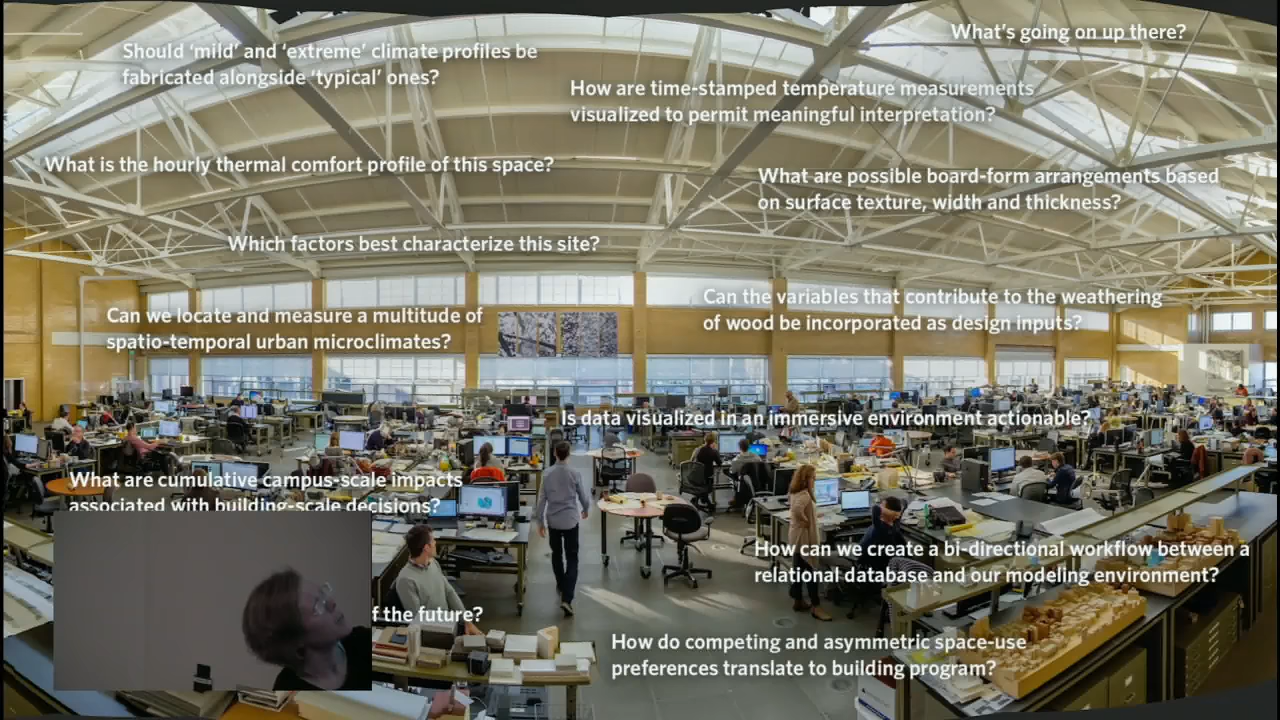 What's going on up there?
Should 'mild' and 'extreme' climate profiles be
fabricated alongside 'typical' ones?
How are time-stamped temperature measurements
visualized to permit meaningful interpretation?
What is the hourly thermal comfort profile of this space?
What are possible board-form arrangements based
on surface texture, width and thickness?
Which factors best characterize this site?
Can the variables that contribute to the weathering
of wood be incorporated as design inputs?
Can we locate and measure a multitude of
spatio-temporal urban microclimates?
Is data visualized in an immersive environment actionable?
What are cumulative campus-scale impacts
associated with building-scale decisions?
How can we create a bi-directional workflow between a
relational database and our modeling environment?
f the future?
How do competing and asymmetric space-use
preferences translate to building program?